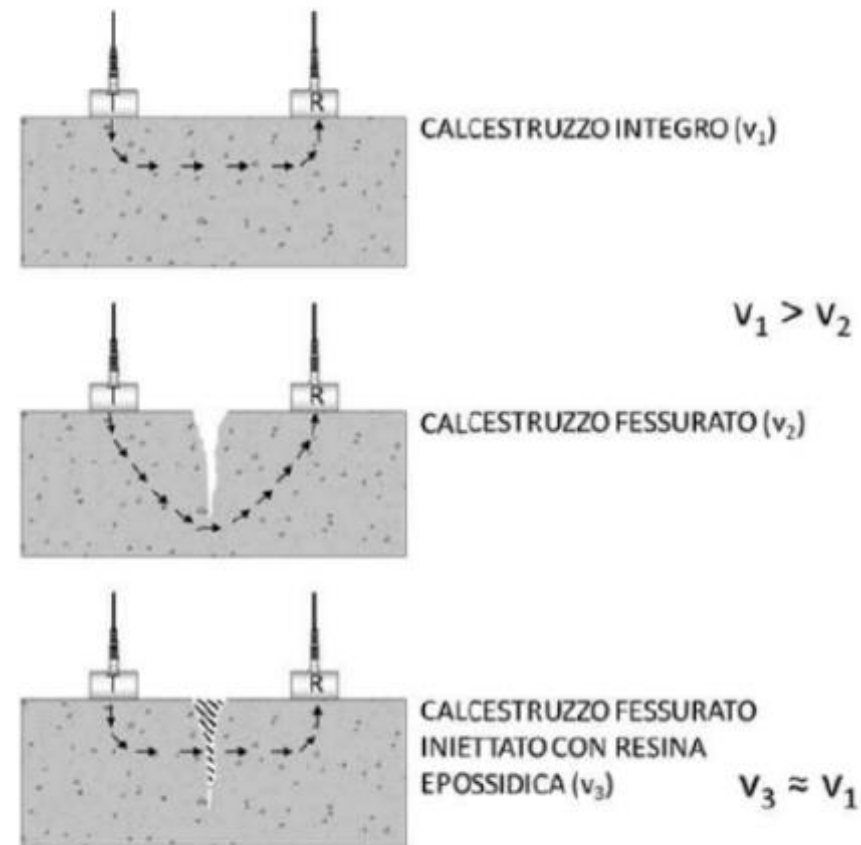 T R
CALCESTRUZZO INTEGRO (v₁)
v₁ > v₂
T R
CALCESTRUZZO FESSURATO (v₂)
T R
CALCESTRUZZO FESSURATO
INIETTATO CON RESINA
EPOSSIDICA (v₃)
v₃ ≈ v₁